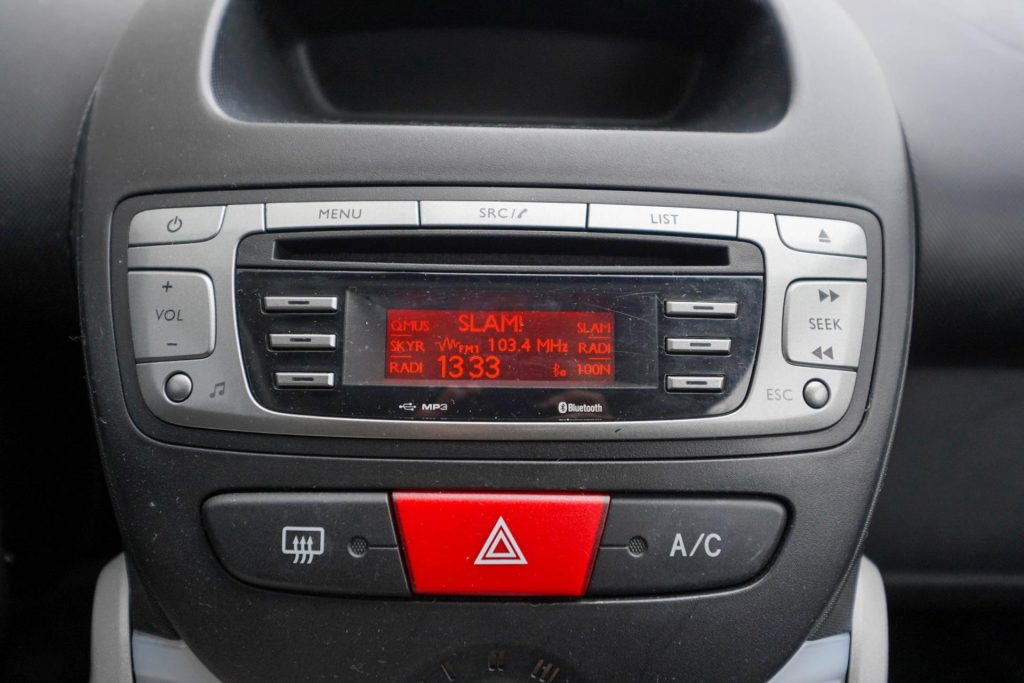 MENU SRC/ LIST
+
VOL
-
SEEK
ESC
Q.MUS SLAM! SLAM
SKYR FM1 103.4 MHz RADI
RADI 13:33 100N
MP3 Bluetooth
A/C